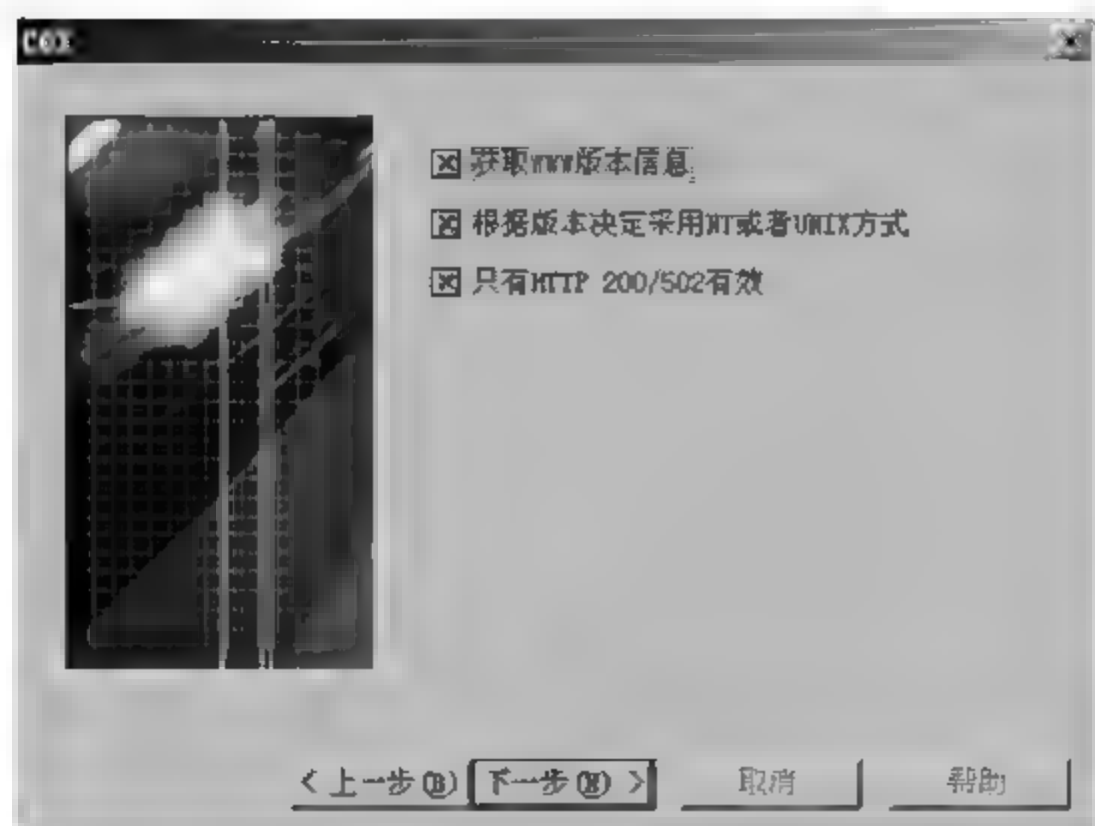 CGI
获取WWW版本信息
根据版本决定采用NT或者UNIX方式
只有HTTP 200/502有效
< 上一步(B) 下一步(N) > 取消 帮助